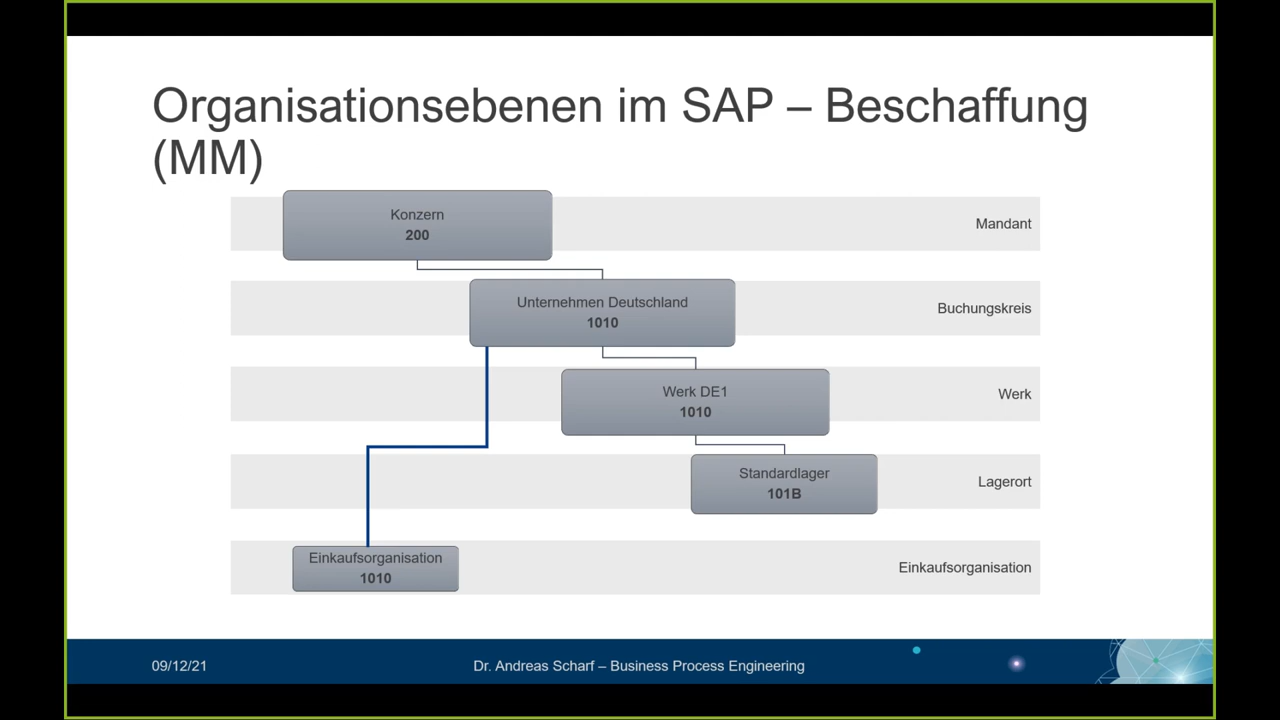 Organisationsebenen im SAP – Beschaffung
(MM)
Konzern
200
Mandant
Unternehmen Deutschland
1010
Buchungskreis
Werk DE1
1010
Werk
Standardlager
101B
Lagerort
Einkaufsorganisation
1010
Einkaufsorganisation
09/12/21
Dr. Andreas Scharf – Business Process Engineering